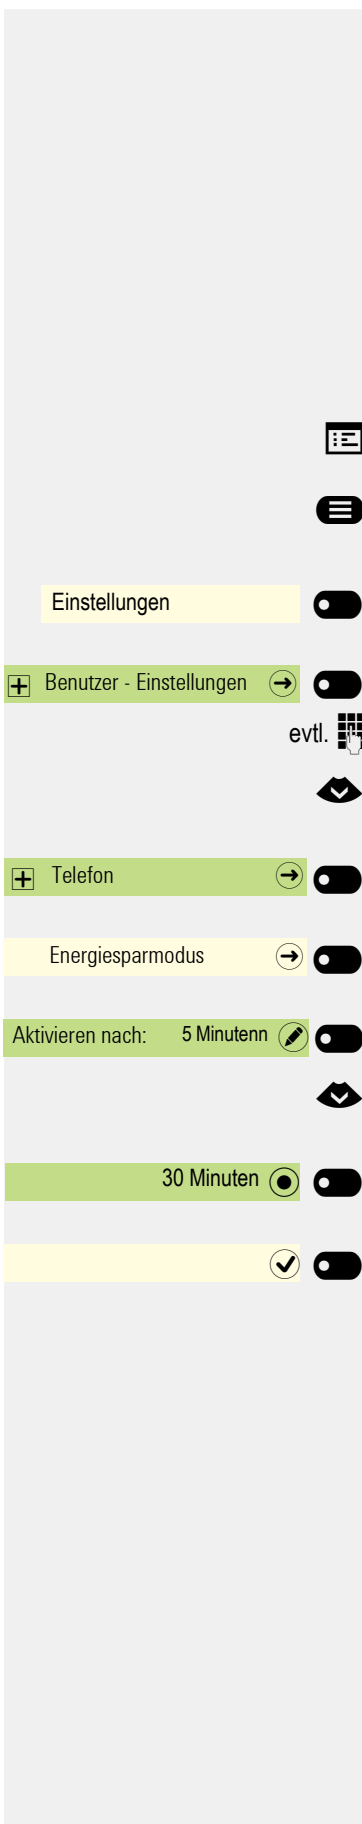 Einstellungen
Benutzer - Einstellungen
evtl.
Telefon
Energiesparmodus
Aktivieren nach: 5 Minutenn
30 Minuten